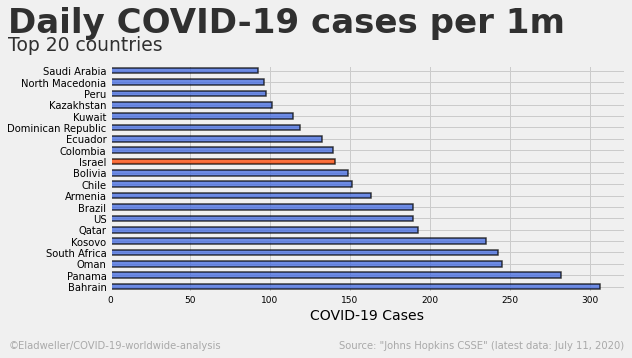 Daily COVID-19 cases per 1m
Top 20 countries
Saudi Arabia
North Macedonia
Peru
Kazakhstan
Kuwait
Dominican Republic
Ecuador
Colombia
Israel
Bolivia
Chile
Armenia
Brazil
US
Qatar
Kosovo
South Africa
Oman
Panama
Bahrain
0 50 100 150 200 250 300
COVID-19 Cases
©Eladweller/COVID-19-worldwide-analysis Source: "Johns Hopkins CSSE" (latest data: July 11, 2020)